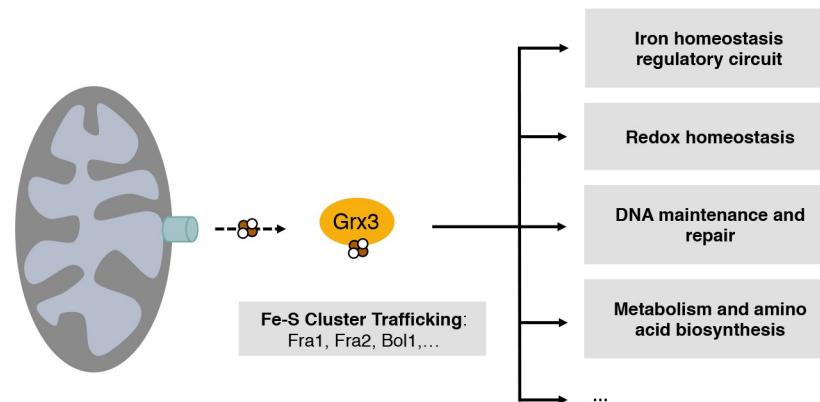 Iron homeostasis
regulatory circuit
Redox homeostasis
Grx3
DNA maintenance and
repair
Fe-S Cluster Trafficking:
Fra1, Fra2, Bol1,...
Metabolism and amino
acid biosynthesis
...